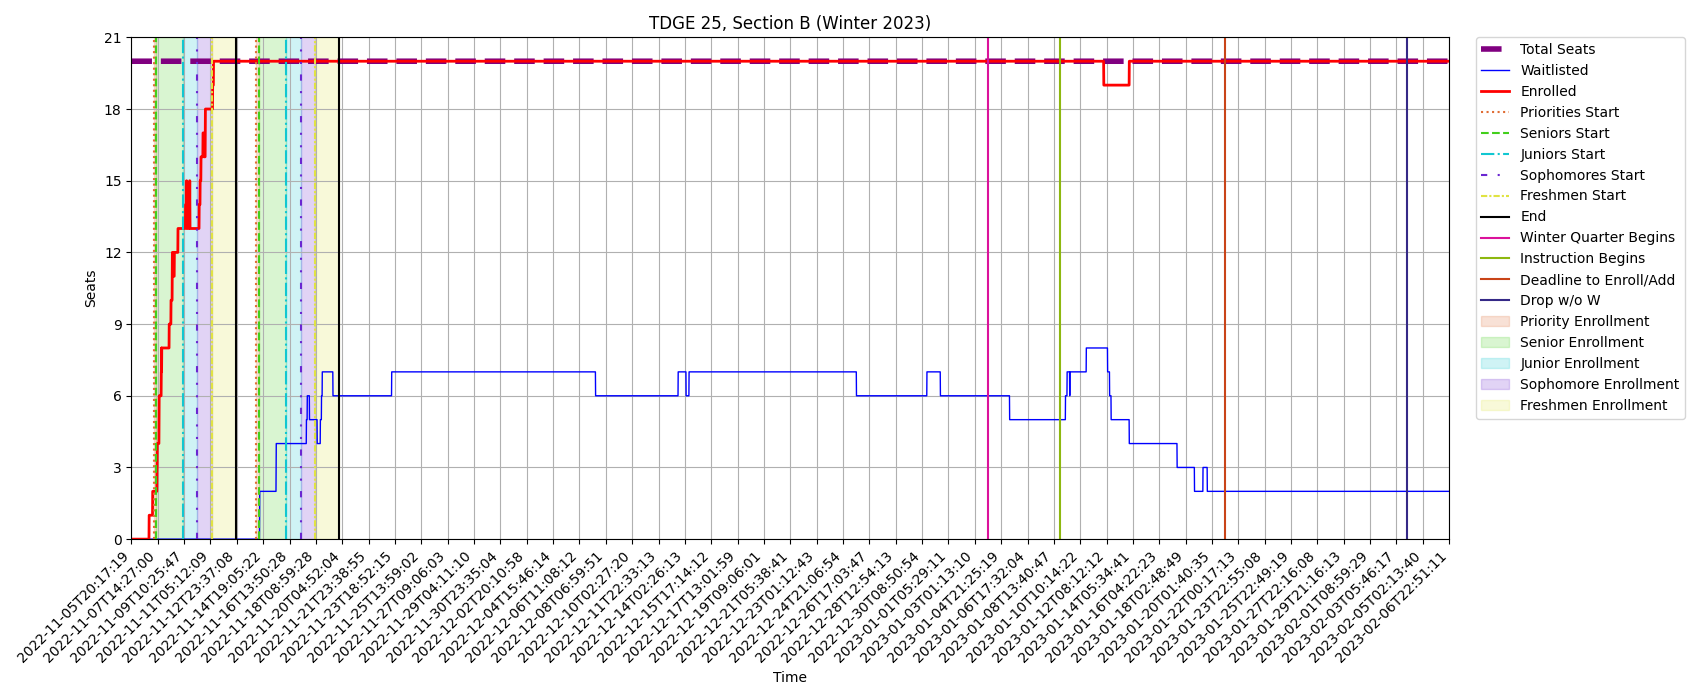 TDGE 25, Section B (Winter 2023)
21
18
15
12
9
6
3
0
Seats
2022-11-05T20:17:19
2022-11-07T14:27:00
2022-11-09T10:25:47
2022-11-11T05:12:09
2022-11-12T23:37:08
2022-11-14T19:05:22
2022-11-16T13:50:28
2022-11-18T08:59:28
2022-11-20T04:52:04
2022-11-21T23:38:55
2022-11-23T18:52:15
2022-11-25T13:59:02
2022-11-27T09:06:03
2022-11-29T04:11:10
2022-11-30T23:35:04
2022-12-02T20:10:58
2022-12-04T15:46:14
2022-12-06T11:08:12
2022-12-08T06:59:51
2022-12-10T02:27:20
2022-12-11T22:33:13
2022-12-14T02:26:13
2022-12-15T17:14:12
2022-12-17T13:01:59
2022-12-19T09:06:01
2022-12-21T05:38:41
2022-12-23T01:12:43
2022-12-24T21:06:54
2022-12-26T17:03:47
2022-12-28T12:54:13
2022-12-30T08:50:54
2023-01-01T05:29:11
2023-01-03T01:13:10
2023-01-04T21:25:19
2023-01-06T17:32:04
2023-01-08T13:40:47
2023-01-10T10:14:22
2023-01-12T08:12:12
2023-01-14T05:34:41
2023-01-16T04:22:23
2023-01-18T02:48:49
2023-01-20T01:40:35
2023-01-22T00:17:13
2023-01-23T22:55:08
2023-01-25T22:49:19
2023-01-27T22:16:08
2023-01-29T21:16:13
2023-02-01T08:59:29
2023-02-03T05:46:17
2023-02-05T02:13:40
2023-02-06T22:51:11
Time
Total Seats
Waitlisted
Enrolled
Priorities Start
Seniors Start
Juniors Start
Sophomores Start
Freshmen Start
End
Winter Quarter Begins
Instruction Begins
Deadline to Enroll/Add
Drop w/o W
Priority Enrollment
Senior Enrollment
Junior Enrollment
Sophomore Enrollment
Freshmen Enrollment